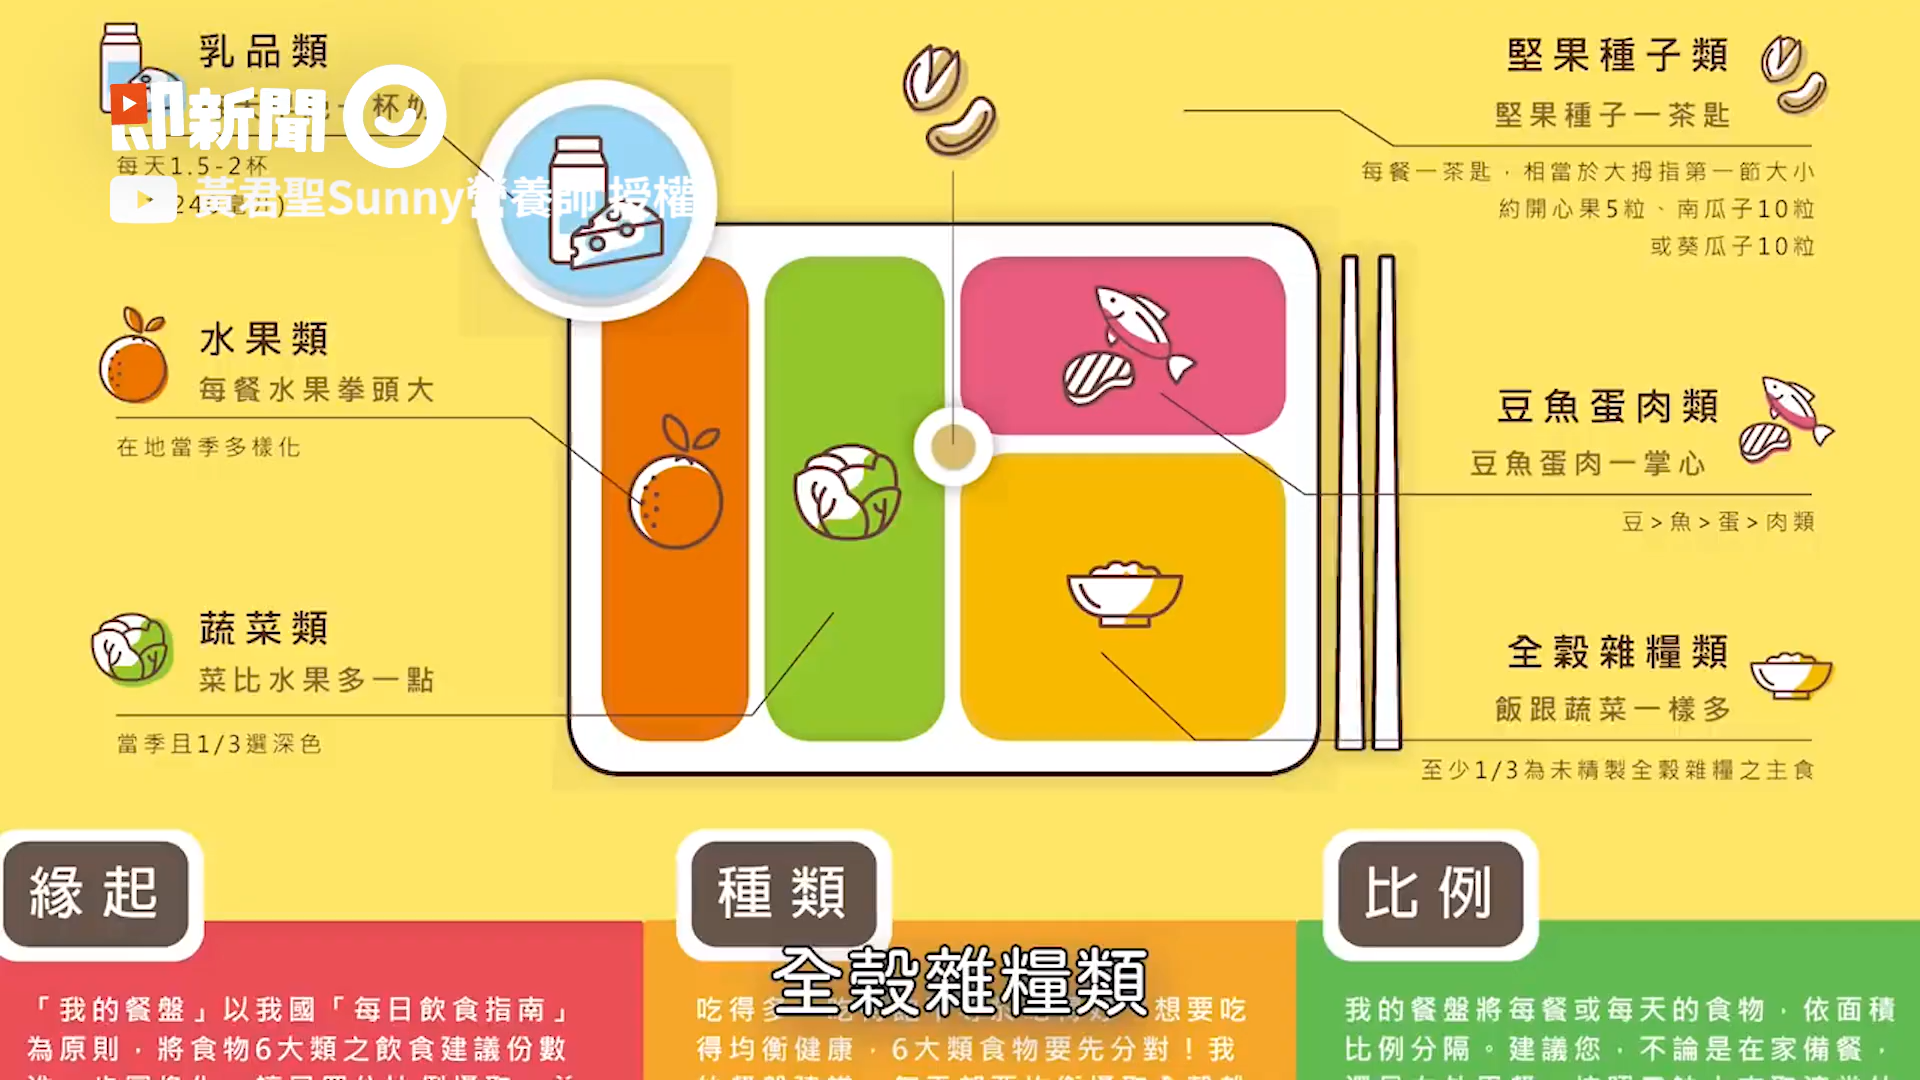 乳品類
杯奶
每天1.5-2杯
新聞
黃君聖Sunny營養師 授權
水果類
每餐水果拳頭大
在地當季多樣化
蔬菜類
菜比水果多一點
當季且1/3選深色
堅果種子類
堅果種子一茶匙
每餐一茶匙，相當於大拇指第一節大小
約開心果5粒、南瓜子10粒
或葵瓜子10粒
豆魚蛋肉類
豆魚蛋肉一掌心
豆>魚>蛋>肉類
全穀雜糧類
飯跟蔬菜一樣多
至少1/3為未精製全穀雜糧之主食
緣起
「我的餐盤」以我國「每日飲食指南」
為原則，將食物6大類之飲食建議份數
種類
吃得多 想要吃
得均衡健康，6大類食物要先分對！我
比例
我的餐盤將每餐或每天的食物，依面積
比例分隔。建議您，不論是在家備餐，
全穀雜糧類